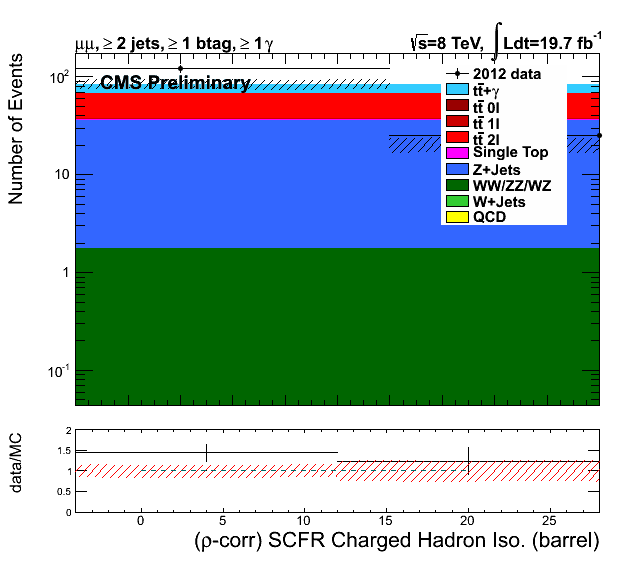 μμ, ≥ 2 jets, ≥ 1 btag, ≥ 1 γ
√s=8 TeV, ∫ Ldt=19.7 fb⁻¹
CMS Preliminary
Number of Events
10²
10
1
10⁻¹
2012 data
tt̄+γ
tt̄ 0l
tt̄ 1l
tt̄ 2l
Single Top
Z+Jets
WW/ZZ/WZ
W+Jets
QCD
data/MC
2
1.5
1
0.5
0
0 5 10 15 20 25
(ρ-corr) SCFR Charged Hadron Iso. (barrel)